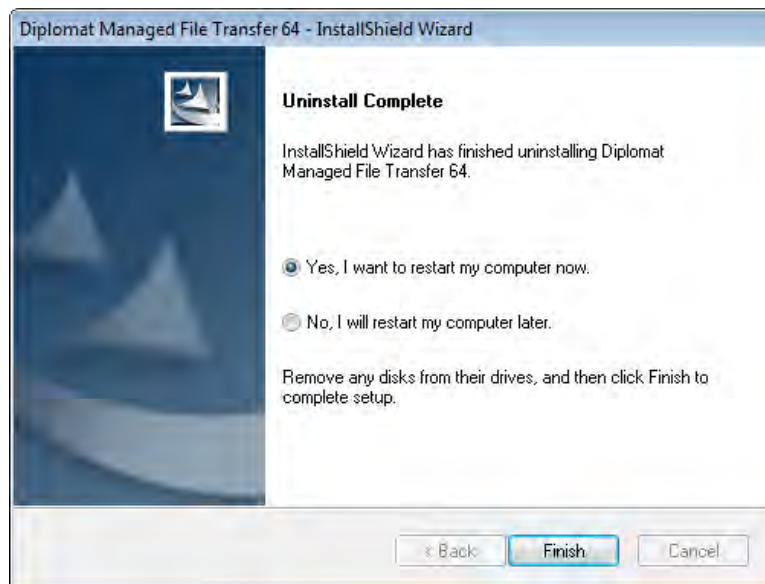 Diplomat Managed File Transfer 64 - InstallShield Wizard
Uninstall Complete
InstallShield Wizard has finished uninstalling Diplomat
Managed File Transfer 64.
Yes, I want to restart my computer now.
No, I will restart my computer later.
Remove any disks from their drives, and then click Finish to
complete setup.
< Back
Finish
Cancel